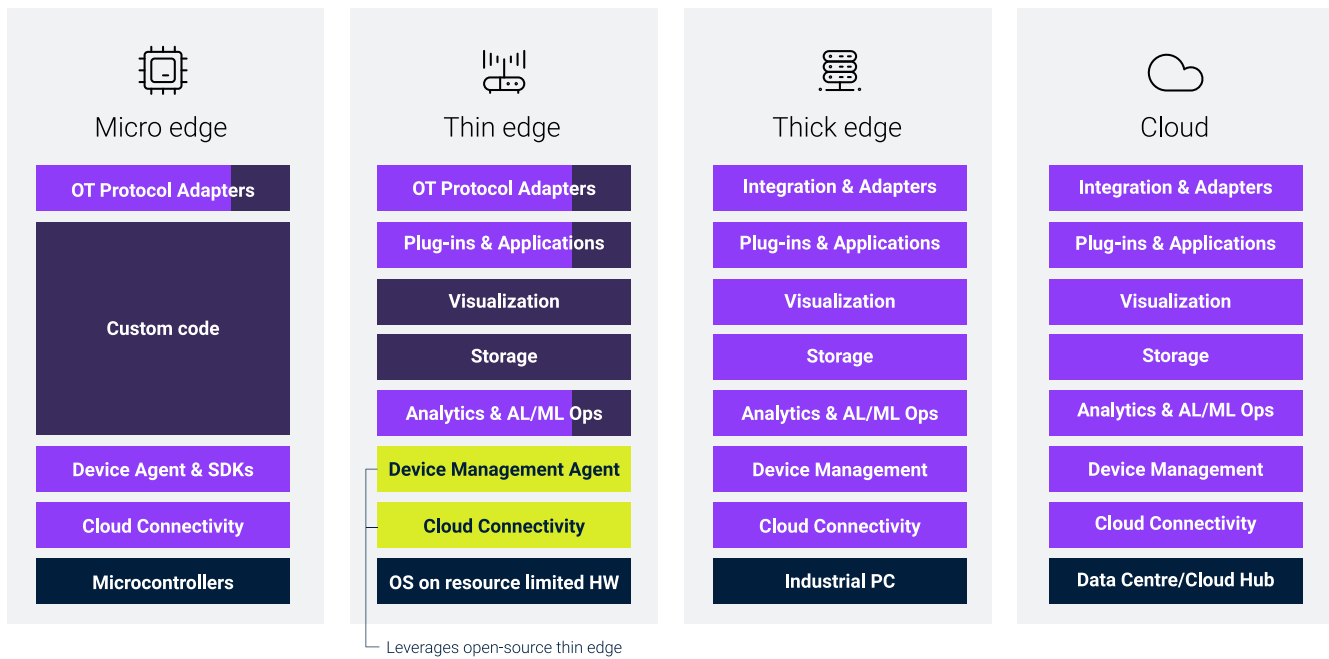 Micro edge
OT Protocol Adapters
Custom code
Device Agent & SDKs
Cloud Connectivity
Microcontrollers
Thin edge
OT Protocol Adapters
Plug-ins & Applications
Visualization
Storage
Analytics & AL/ML Ops
Device Management Agent
Cloud Connectivity
OS on resource limited HW
Leverages open-source thin edge
Thick edge
Integration & Adapters
Plug-ins & Applications
Visualization
Storage
Analytics & AL/ML Ops
Device Management
Cloud Connectivity
Industrial PC
Cloud
Integration & Adapters
Plug-ins & Applications
Visualization
Storage
Analytics & AL/ML Ops
Device Management
Cloud Connectivity
Data Centre/Cloud Hub